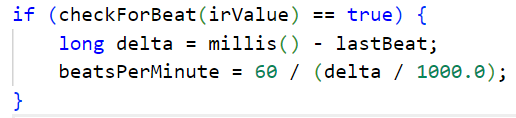 if (checkForBeat(irValue) == true) {
    long delta = millis() - lastBeat;
    beatsPerMinute = 60 / (delta / 1000.0);
}